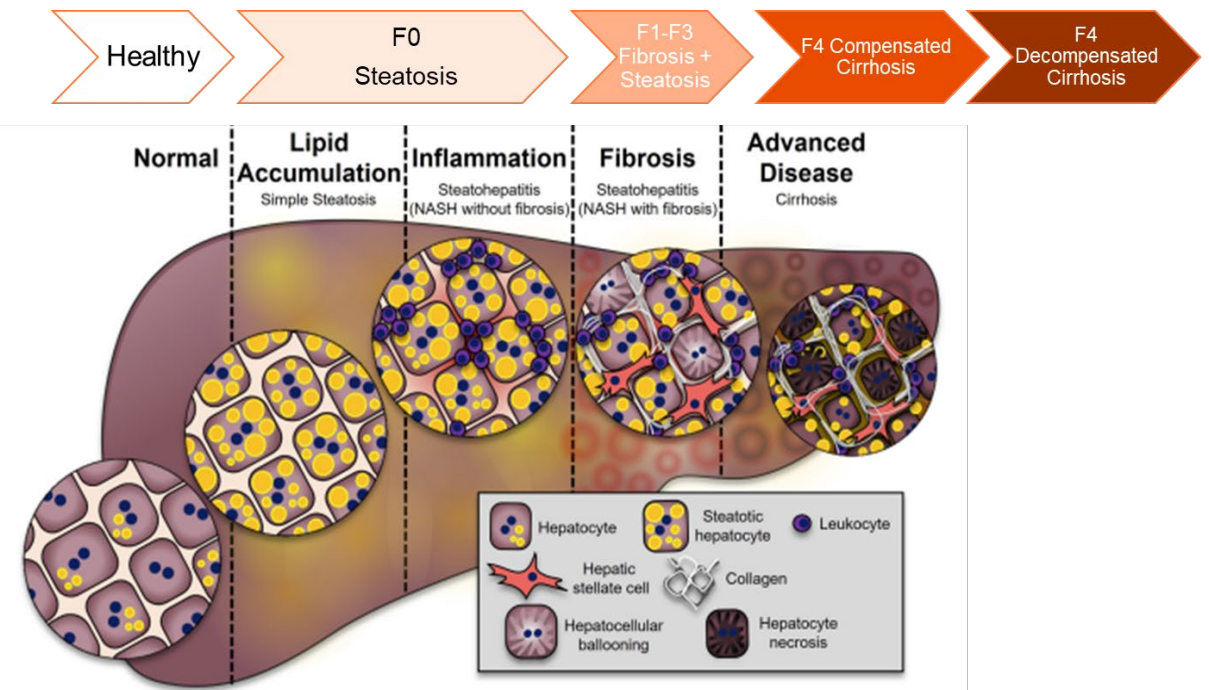 Healthy
F0
Steatosis
F1-F3
Fibrosis +
Steatosis
F4 Compensated
Cirrhosis
F4
Decompensated
Cirrhosis
Normal
Lipid
Accumulation
Simple Steatosis
Inflammation
Steatohepatitis
(NASH without fibrosis)
Fibrosis
Steatohepatitis
(NASH with fibrosis)
Advanced
Disease
Cirrhosis
Hepatocyte
Steatotic
hepatocyte
Leukocyte
Hepatic
stellate cell
Collagen
Hepatocellular
ballooning
Hepatocyte
necrosis